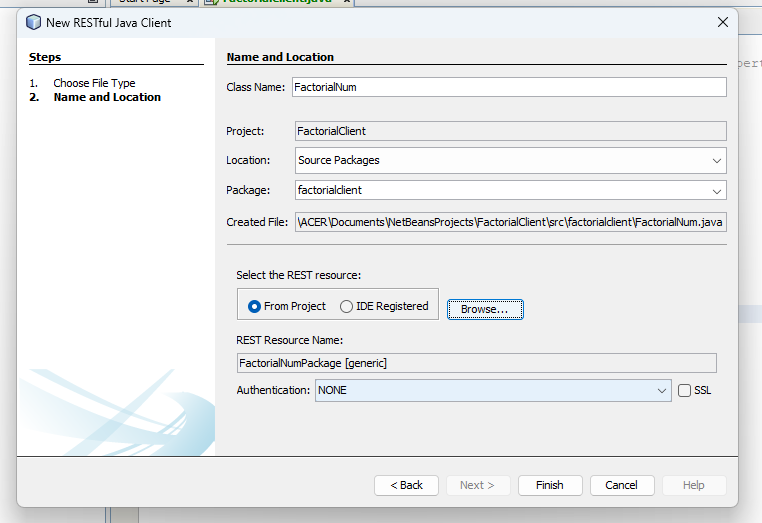 Start Page
FactorialClient.java
New RESTful Java Client
Steps
1. Choose File Type
2. Name and Location
Name and Location
Class Name: FactorialNum
Project: FactorialClient
Location: Source Packages
Package: factorialclient
Created File: \ACER\Documents\NetBeansProjects\FactorialClient\src\factorialclient\FactorialNum.java
Select the REST resource:
From Project IDE Registered Browse...
REST Resource Name:
FactorialNumPackage [generic]
Authentication: NONE SSL
< Back Next > Finish Cancel Help